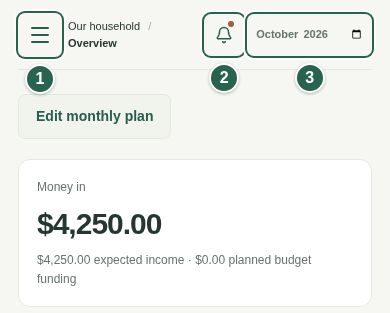 Our household /
Overview
October 2026
1
2
3
Edit monthly plan
Money in
$4,250.00
$4,250.00 expected income · $0.00 planned budget
funding